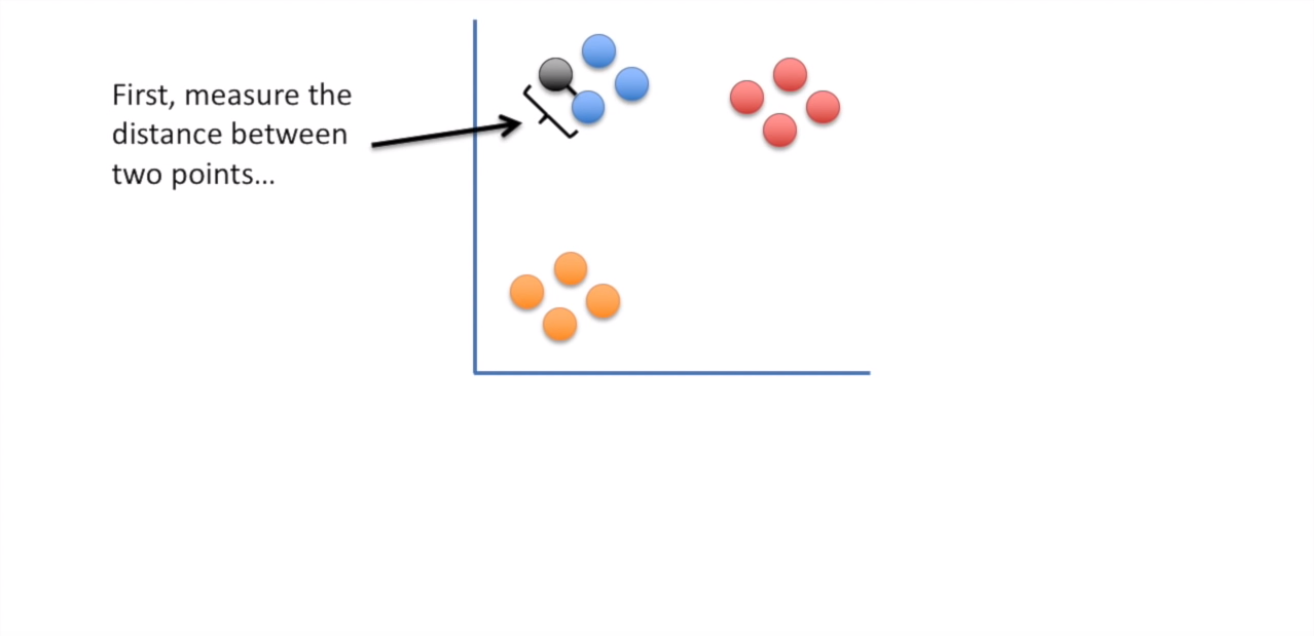 First, measure the
distance between
two points...